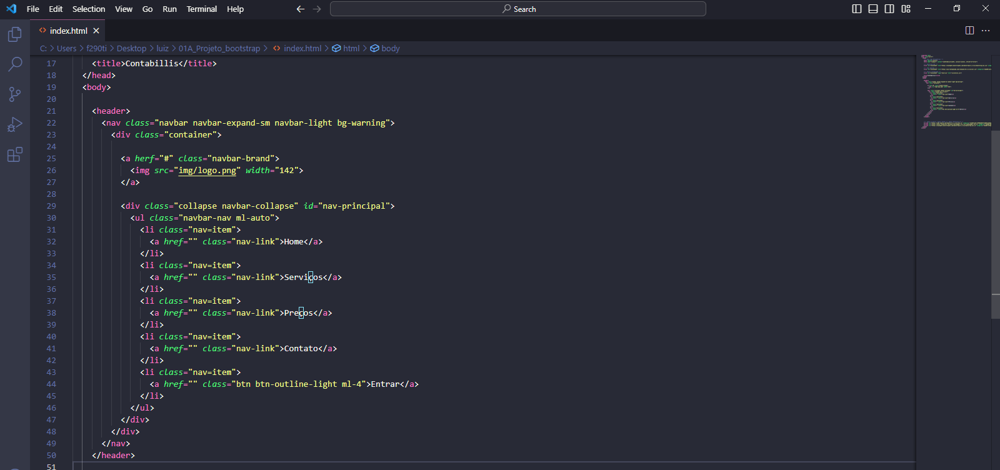 File Edit Selection View Go Run Terminal Help Search
index.html
C: > Users > f290ti > Desktop > luiz > 01A_Projeto_bootstrap > index.html > html > body
17 <title>Contabillis</title>
18 </head>
19 <body>
20
21 <header>
22 <nav class="navbar navbar-expand-sm navbar-light bg-warning">
23 <div class="container">
24
25 <a herf="#" class="navbar-brand">
26 <img src="img/logo.png" width="142">
27 </a>
28
29 <div class="collapse navbar-collapse" id="nav-principal">
30 <ul class="navbar-nav ml-auto">
31 <li class="nav=item">
32 <a href="" class="nav-link">Home</a>
33 </li>
34 <li class="nav=item">
35 <a href="" class="nav-link">Serviços</a>
36 </li>
37 <li class="nav=item">
38 <a href="" class="nav-link">Preços</a>
39 </li>
40 <li class="nav=item">
41 <a href="" class="nav-link">Contato</a>
42 </li>
43 <li class="nav=item">
44 <a href="" class="btn btn-outline-light ml-4">Entrar</a>
45 </li>
46 </ul>
47 </div>
48 </div>
49 </nav>
50 </header>
51